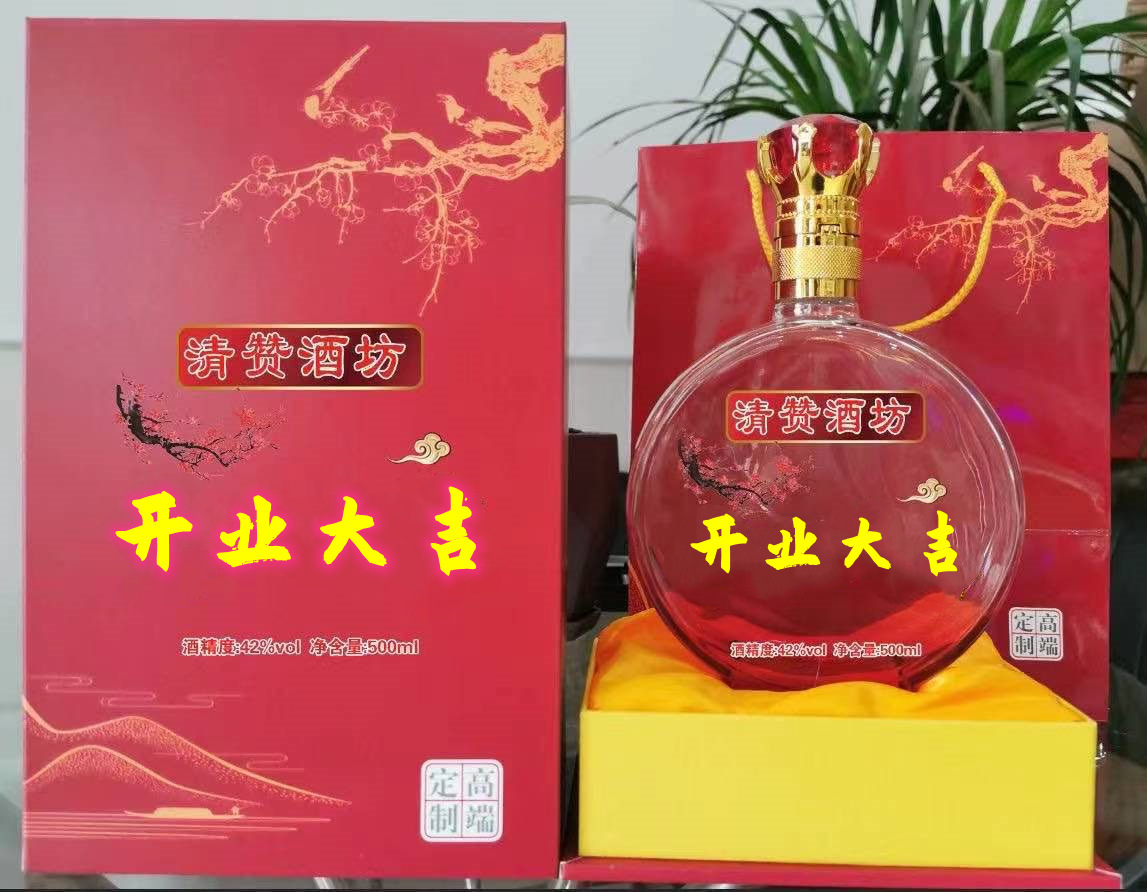 清赞酒坊
开业大吉
酒精度:42%vol 净含量:500ml
高端
定制
清赞酒坊
开业大吉
酒精度:42%vol 净含量:500ml
高端
定制